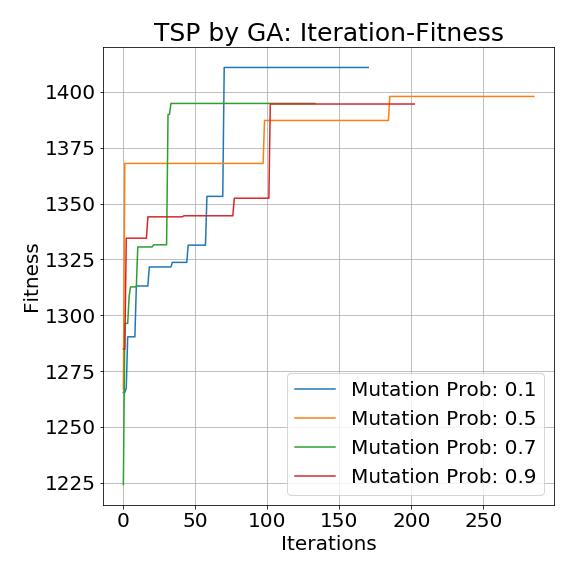 TSP by GA: Iteration-Fitness
1400
1375
1350
1325
1300
1275
1250
1225
Fitness
Mutation Prob: 0.1
Mutation Prob: 0.5
Mutation Prob: 0.7
Mutation Prob: 0.9
0 50 100 150 200 250
Iterations